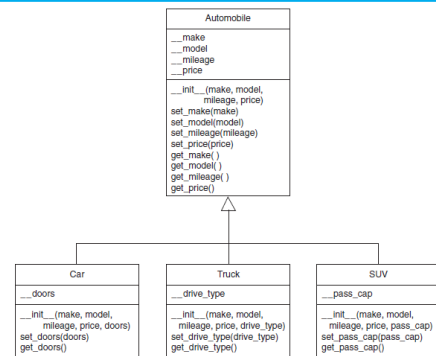 Automobile
__make
__model
__mileage
__price
__init__(make, model,
mileage, price)
set_make(make)
set_model(model)
set_mileage(mileage)
set_price(price)
get_make( )
get_model( )
get_mileage( )
get_price()
Car
__doors
__init__(make, model,
mileage, price, doors)
set_doors(doors)
get_doors()
Truck
__drive_type
__init__(make, model,
mileage, price, drive_type)
set_drive_type(drive_type)
get_drive_type()
SUV
__pass_cap
__init__(make, model,
mileage, price, pass_cap)
set_pass_cap(pass_cap)
get_pass_cap()